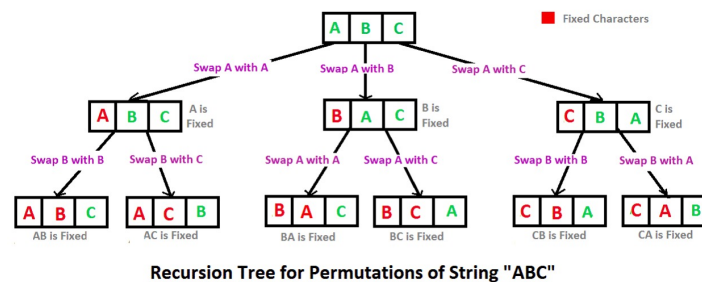 A B C
Fixed Characters
Swap A with A
Swap A with B
Swap A with C
A B C
A is
Fixed
B A C
B is
Fixed
C B A
C is
Fixed
Swap B with B
Swap B with C
Swap A with A
Swap A with C
Swap B with B
Swap B with A
A B C
A C B
B A C
B C A
C B A
C A B
AB is Fixed
AC is Fixed
BA is Fixed
BC is Fixed
CB is Fixed
CA is Fixed
Recursion Tree for Permutations of String "ABC"